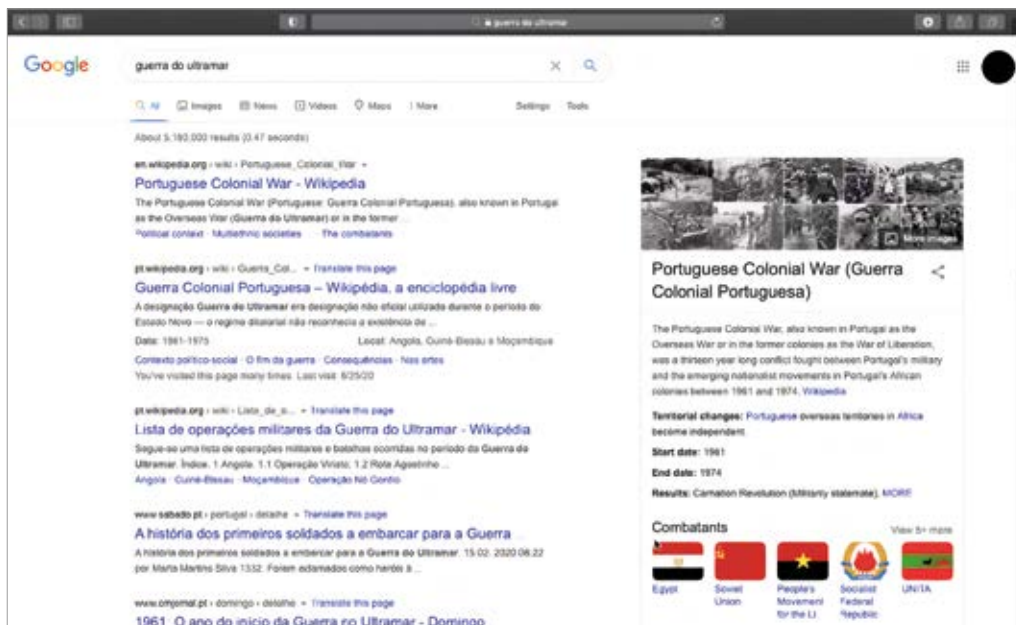 guerra do ultramar
Google
guerra do ultramar
All Images News Videos Maps More Settings Tools
About 5.180.000 results (0.47 seconds)
en.wikipedia.org › wiki › Portuguese_Colonial_War
Portuguese Colonial War - Wikipedia
The Portuguese Colonial War (Portuguese: Guerra Colonial Portuguesa), also known in Portugal
as the Overseas War (Guerra do Ultramar) or in the former ...
Political context · Multiethnic societies · The combatants
pt.wikipedia.org › wiki › Guerra_Col... Translate this page
Guerra Colonial Portuguesa – Wikipédia, a enciclopédia livre
A designação Guerra do Ultramar era designação não oficial utilizada durante o período do
Estado Novo — o regime ditatorial não reconhecia a existência de ...
Date: 1961-1975 Local: Angola, Guiné-Bissau e Moçambique
Contexto político-social · O fim da guerra · Consequências · Nas artes
You've visited this page many times. Last visit: 6/25/20
pt.wikipedia.org › wiki › Lista_de_o... Translate this page
Lista de operações militares da Guerra do Ultramar - Wikipédia
Segue-se uma lista de operações militares e batalhas ocorridas no período da Guerra do
Ultramar. Índice. 1 Angola. 1.1 Operação Viriato; 1.2 Rota Agostinho ...
Angola · Guiné-Bissau · Moçambique · Operação Nó Górdio
www.sabado.pt › portugal › detalhe Translate this page
A história dos primeiros soldados a embarcar para a Guerra ...
A história dos primeiros soldados a embarcar para a Guerra do Ultramar. 15.02. 2020 08.22
por Marta Martins Silva 1332. Foram aclamados como heróis à ...
www.cmjornal.pt › domingo › detalhe Translate this page
1961: O ano do início da Guerra no Ultramar - Domingo
More images
Portuguese Colonial War (Guerra
Colonial Portuguesa)
The Portuguese Colonial War, also known in Portugal as the
Overseas War or in the former colonies as the War of Liberation,
was a thirteen year long conflict fought between Portugal's military
and the emerging nationalist movements in Portugal's African
colonies between 1961 and 1974. Wikipedia
Territorial changes: Portuguese overseas territories in Africa
become independent.
Start date: 1961
End date: 1974
Results: Carnation Revolution (Military stalemate), MORE
Combatants View 5+ more
Egypt
Soviet
Union
People's
Movement
for the Li.
Socialist
Federal
Republic
UNITA